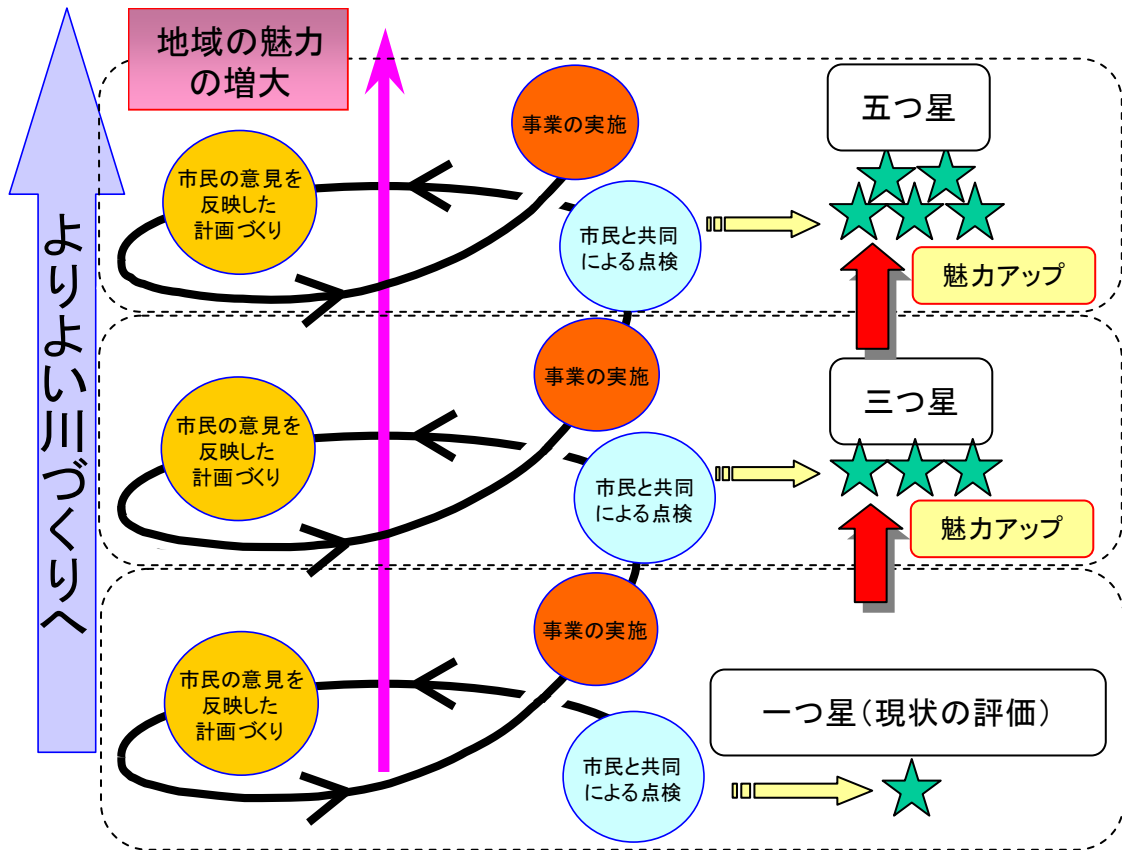 よりよい川づくりへ
地域の魅力
の増大
事業の実施
市民の意見を
反映した
計画づくり
市民と共同
による点検
五つ星
魅力アップ
事業の実施
市民の意見を
反映した
計画づくり
市民と共同
による点検
三つ星
魅力アップ
事業の実施
市民の意見を
反映した
計画づくり
市民と共同
による点検
一つ星(現状の評価)